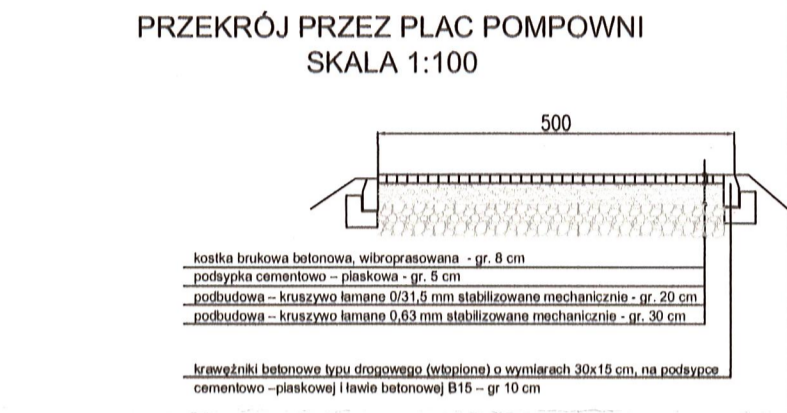 PRZEKRÓJ PRZEZ PLAC POMPOWNI
SKALA 1:100
500
kostka brukowa betonowa, wibroprasowana - gr. 8 cm
podsypka cementowo – piaskowa - gr. 5 cm
podbudowa – kruszywo łamane 0/31,5 mm stabilizowane mechanicznie - gr. 20 cm
podbudowa – kruszywo łamane 0,63 mm stabilizowane mechanicznie - gr. 30 cm
krawężniki betonowe typu drogowego (wtopione) o wymiarach 30x15 cm, na podsypce
cementowo –piaskowej i ławie betonowej B15 – gr 10 cm